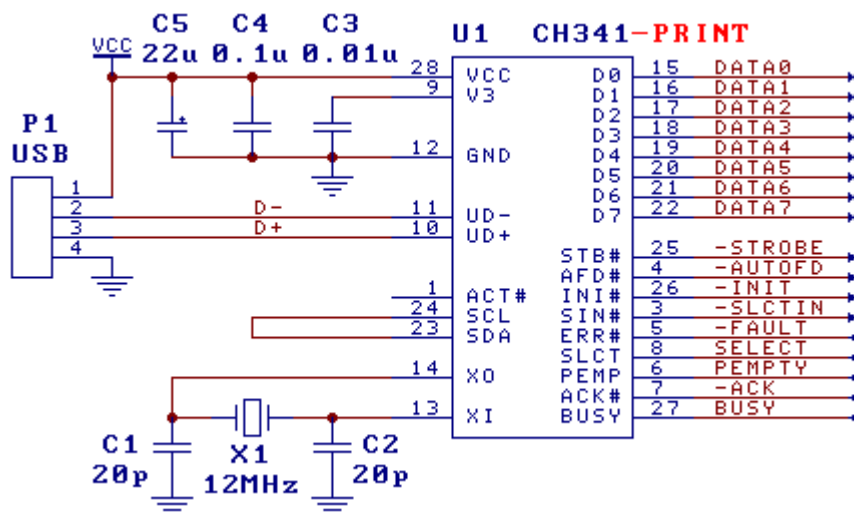 C5 C4 C3 U1 CH341-PRINT
VCC 22u 0.1u 0.01u
28 VCC D0 15 DATA0
9 V3 D1 16 DATA1
D2 17 DATA2
P1 D3 18 DATA3
USB 12 GND D4 19 DATA4
D5 20 DATA5
1 D6 21 DATA6
2 D- 11 UD- D7 22 DATA7
3 D+ 10 UD+
4 STB# 25 -STROBE
AFD# 4 -AUTOFD
1 ACT# INI# 26 -INIT
24 SCL SIN# 3 -SLCTIN
23 SDA ERR# 5 -FAULT
SLCT 8 SELECT
14 XO PEMP 6 PEMPTY
ACK# 7 -ACK
13 XI BUSY 27 BUSY
C1 X1 C2
20p 12MHz 20p